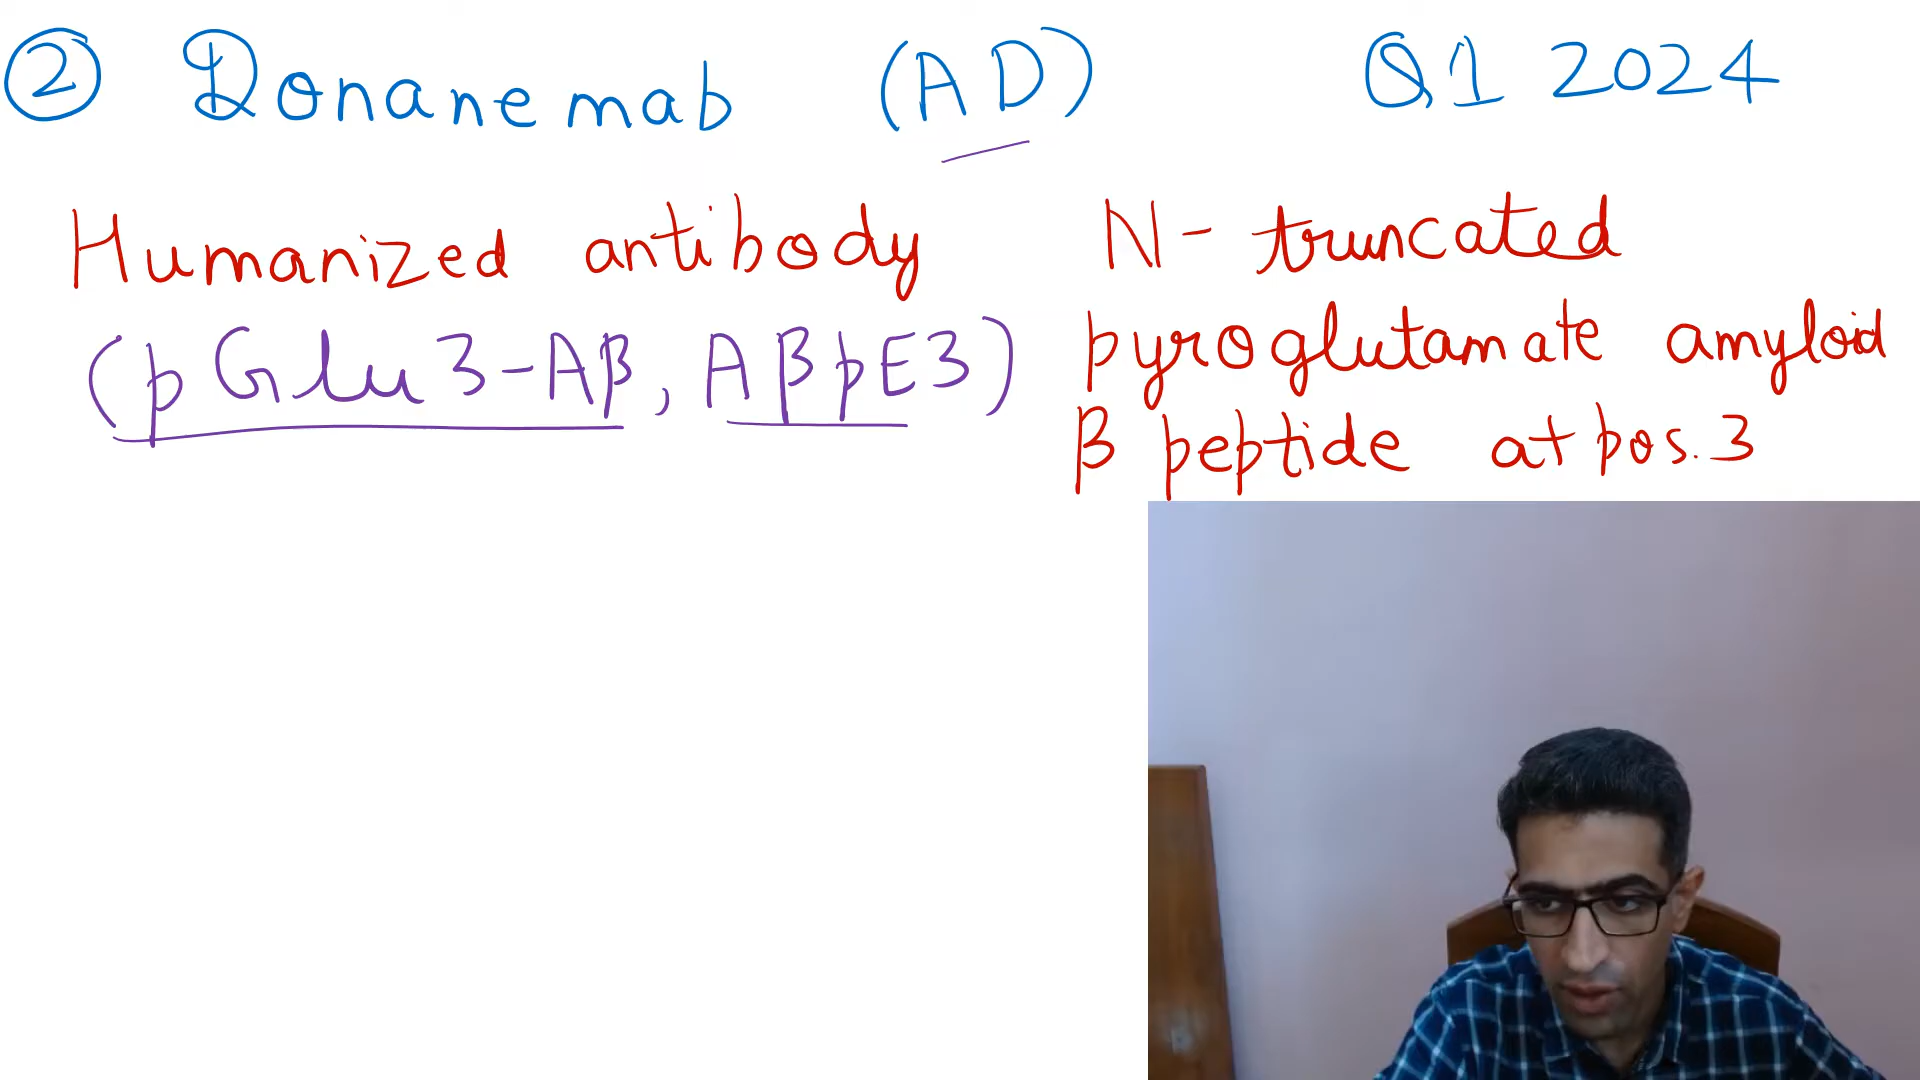 ② Donanemab (AD) Q1 2024
Humanized antibody
(pGlu3-Aβ, AβpE3)
N-truncated
pyroglutamate amyloid
β peptide at pos. 3